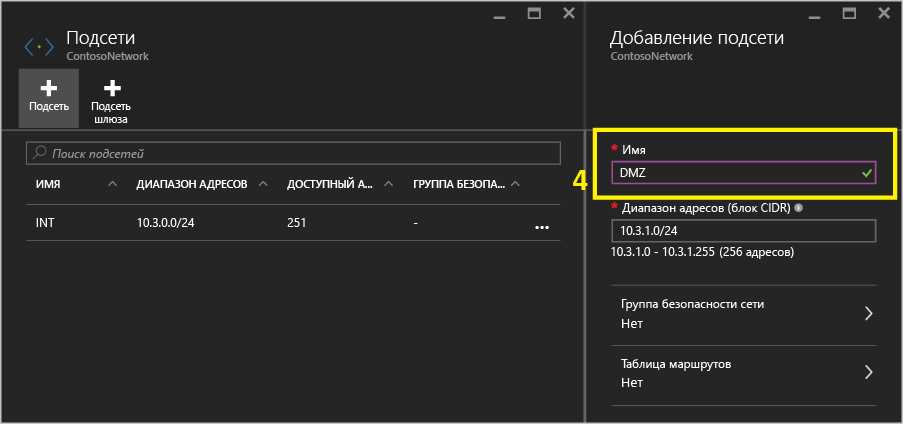 Подсети
ContosoNetwork
Подсеть
Подсеть шлюза
Поиск подсетей
ИМЯ ДИАПАЗОН АДРЕСОВ ДОСТУПНЫЙ А... ГРУППА БЕЗОПА...
INT 10.3.0.0/24 251 - ...
Добавление подсети
ContosoNetwork
4
* Имя
DMZ
* Диапазон адресов (блок CIDR)
10.3.1.0/24
10.3.1.0 - 10.3.1.255 (256 адресов)
Группа безопасности сети
Нет
Таблица маршрутов
Нет